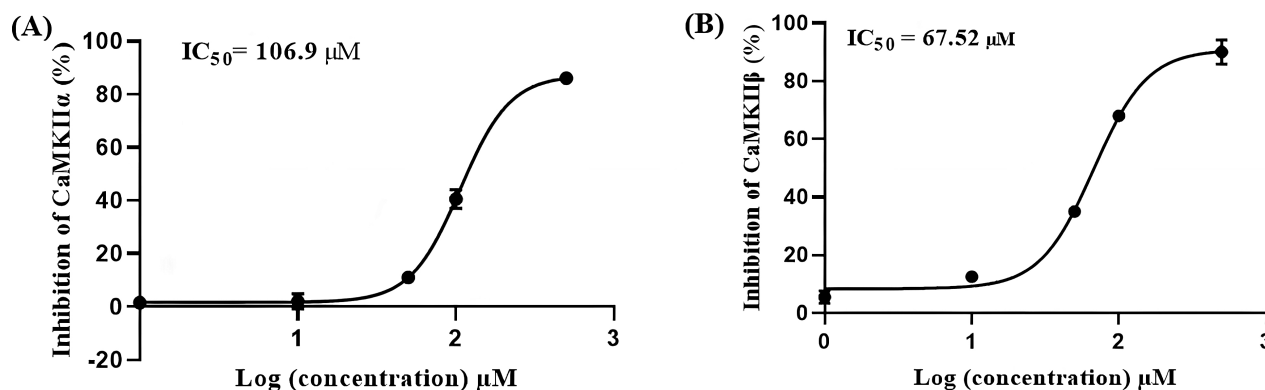 (A)
IC50= 106.9 µM
Inhibition of CaMKIIα (%)
100
80
60
40
20
0
-20
1
2
3
Log (concentration) µM
(B)
IC50 = 67.52 µM
Inhibition of CaMKIIβ (%)
100
80
60
40
20
0
0
1
2
3
Log (concentration) µM